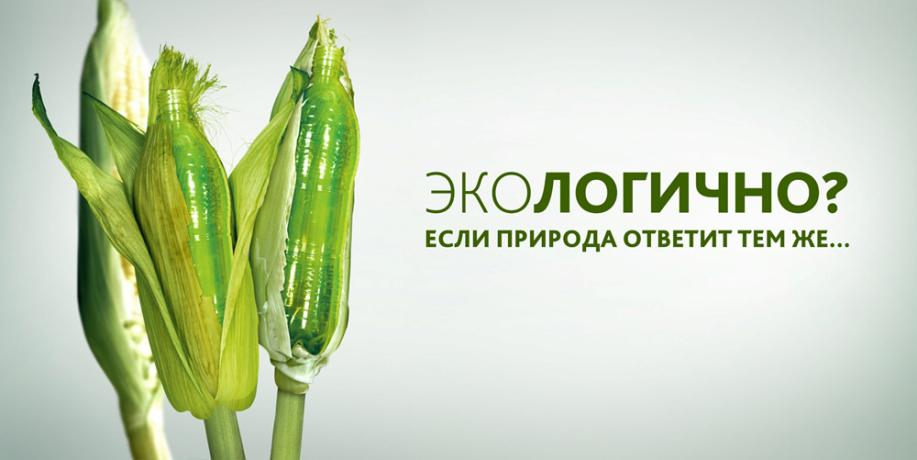 ЭКОЛОГИЧНО?
ЕСЛИ ПРИРОДА ОТВЕТИТ ТЕМ ЖЕ...